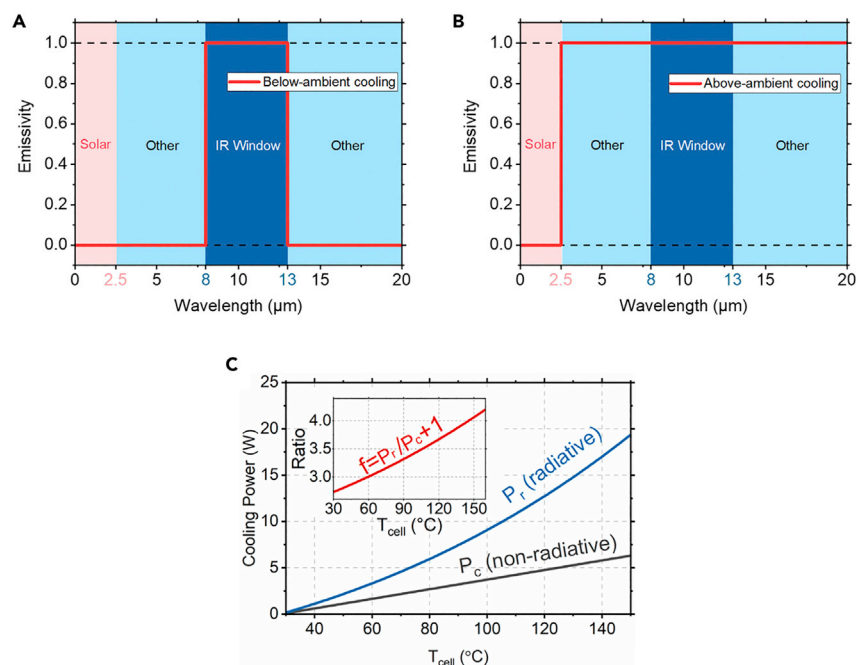 A
1.0
0.8
0.6
0.4
0.2
0.0
Emissivity
Below-ambient cooling
Solar
Other
IR Window
Other
0
2.5
5
8
10
13
15
20
Wavelength (µm)
B
1.0
0.8
0.6
0.4
0.2
0.0
Emissivity
Above-ambient cooling
Solar
Other
IR Window
Other
0
2.5
5
8
10
13
15
20
Wavelength (µm)
C
25
20
15
10
5
0
Cooling Power (W)
4.0
3.5
3.0
Ratio
f=Pr/Pc+1
30 60 90 120 150
Tcell (°C)
Pr (radiative)
Pc (non-radiative)
40 60 80 100 120 140
Tcell (°C)